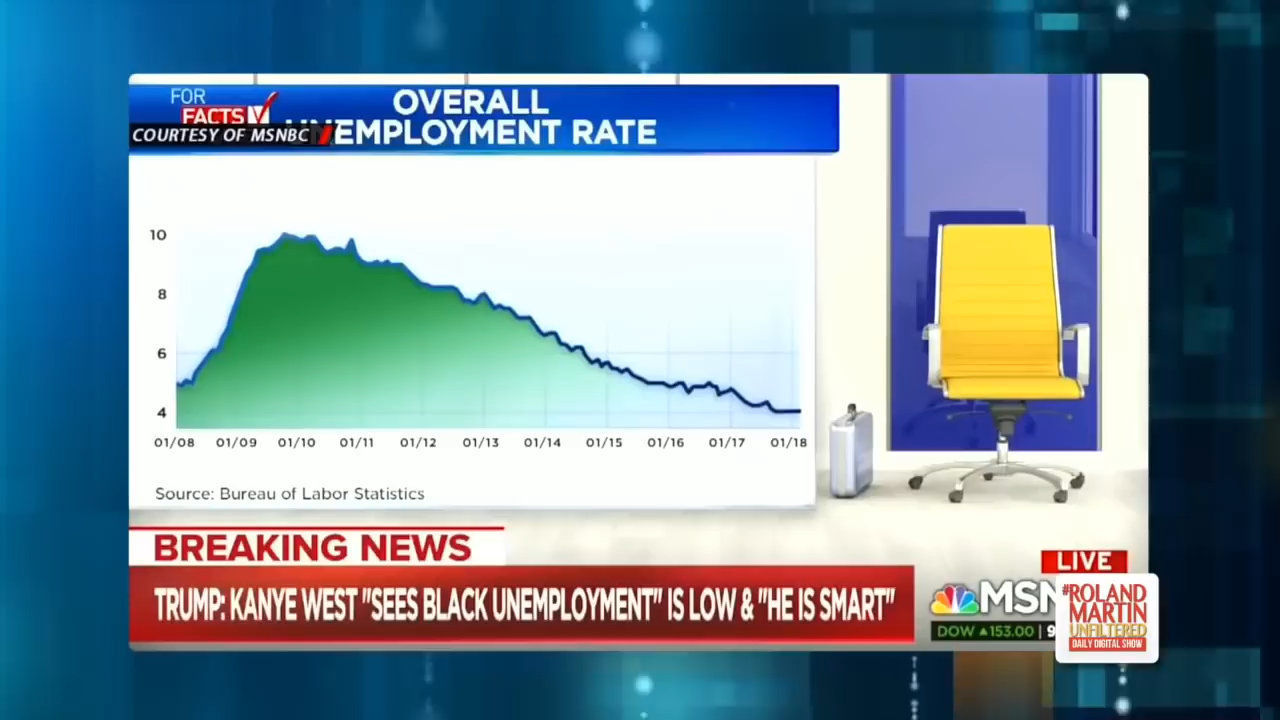 FOR
FACTS
OVERALL
UNEMPLOYMENT RATE
COURTESY OF MSNBC
10
8
6
4
01/08 01/09 01/10 01/11 01/12 01/13 01/14 01/15 01/16 01/17 01/18
Source: Bureau of Labor Statistics
BREAKING NEWS
TRUMP: KANYE WEST "SEES BLACK UNEMPLOYMENT" IS LOW & "HE IS SMART"
LIVE
MSN
DOW ▲153.00 | 9
#ROLAND
MARTIN
UNFILTERED
DAILY DIGITAL SHOW